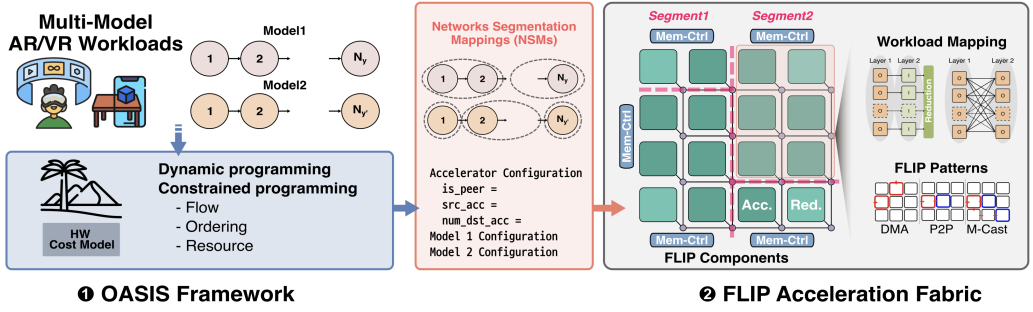 Multi-Model
AR/VR Workloads
Model1
1
2
Ny
Model2
1
2
Ny'
Dynamic programming
Constrained programming
- Flow
- Ordering
- Resource
HW
Cost Model
❶ OASIS Framework
Networks Segmentation
Mappings (NSMs)
1
2
Ny
1
2
Ny'
Accelerator Configuration
is_peer =
src_acc =
num_dst_acc =
Model 1 Configuration
Model 2 Configuration
Segment1
Segment2
Mem-Ctrl
Mem-Ctrl
Mem-Ctrl
Acc.
Red.
Mem-Ctrl
Mem-Ctrl
FLIP Components
Workload Mapping
Layer 1
Layer 2
Layer 1
Layer 2
Reduction
FLIP Patterns
DMA
P2P
M-Cast
❷ FLIP Acceleration Fabric